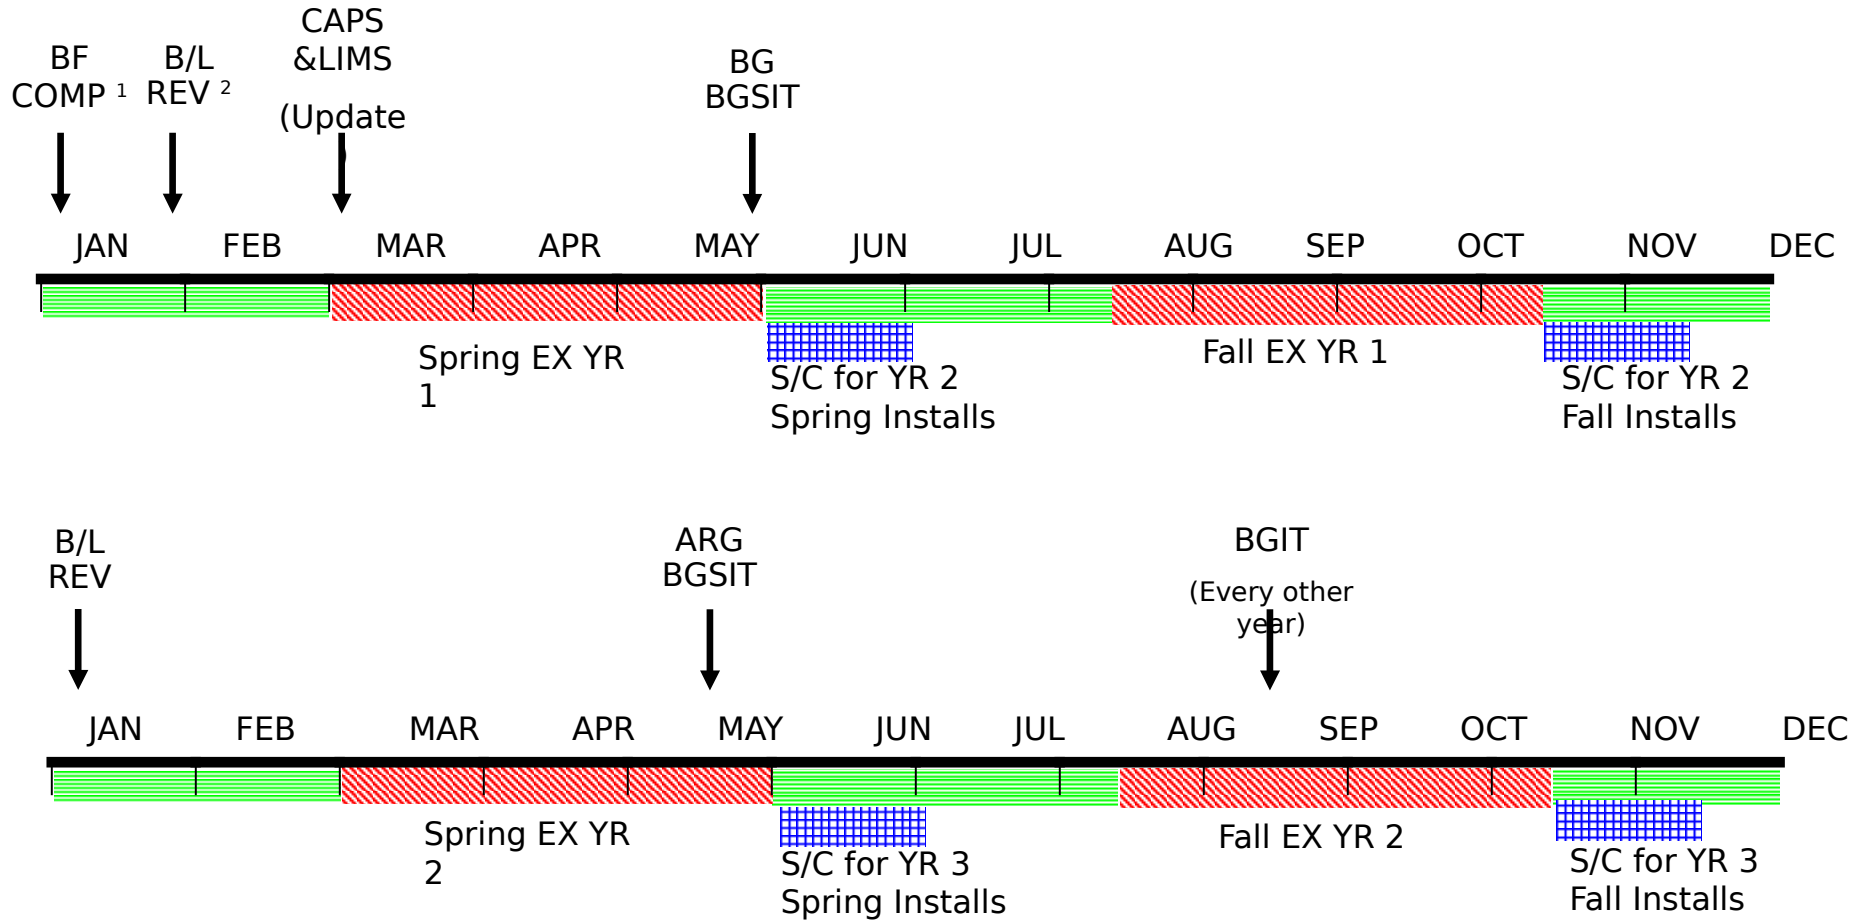 BF
COMP 1
B/L
REV 2
CAPS
&LIMS
(Update
)
BG
BGSIT
JAN FEB MAR APR MAY JUN JUL AUG SEP OCT NOV DEC
Spring EX YR
1
S/C for YR 2
Spring Installs
Fall EX YR 1
S/C for YR 2
Fall Installs
B/L
REV
ARG
BGSIT
BGIT
(Every other
year)
JAN FEB MAR APR MAY JUN JUL AUG SEP OCT NOV DEC
Spring EX YR
2
S/C for YR 3
Spring Installs
Fall EX YR 2
S/C for YR 3
Fall Installs